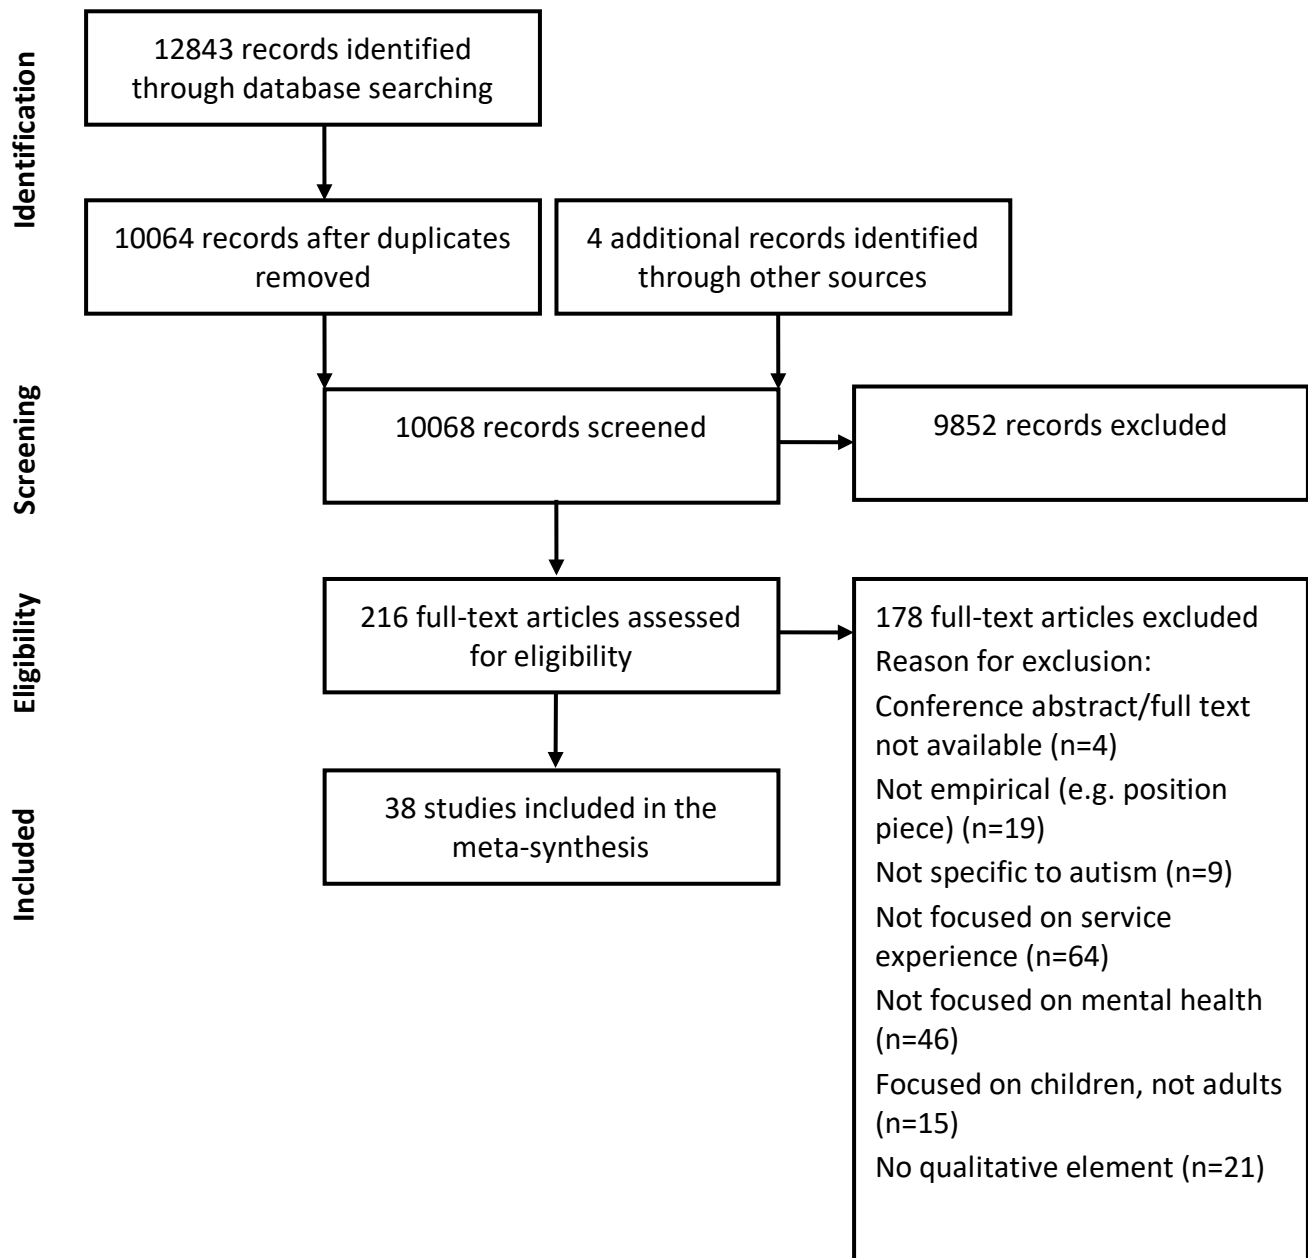 Identification
12843 records identified
through database searching
10064 records after duplicates
removed
4 additional records identified
through other sources
Screening
10068 records screened
9852 records excluded
Eligibility
216 full-text articles assessed
for eligibility
178 full-text articles excluded
Reason for exclusion:
Conference abstract/full text
not available (n=4)
Not empirical (e.g. position
piece) (n=19)
Not specific to autism (n=9)
Not focused on service
experience (n=64)
Not focused on mental health
(n=46)
Focused on children, not adults
(n=15)
No qualitative element (n=21)
Included
38 studies included in the
meta-synthesis